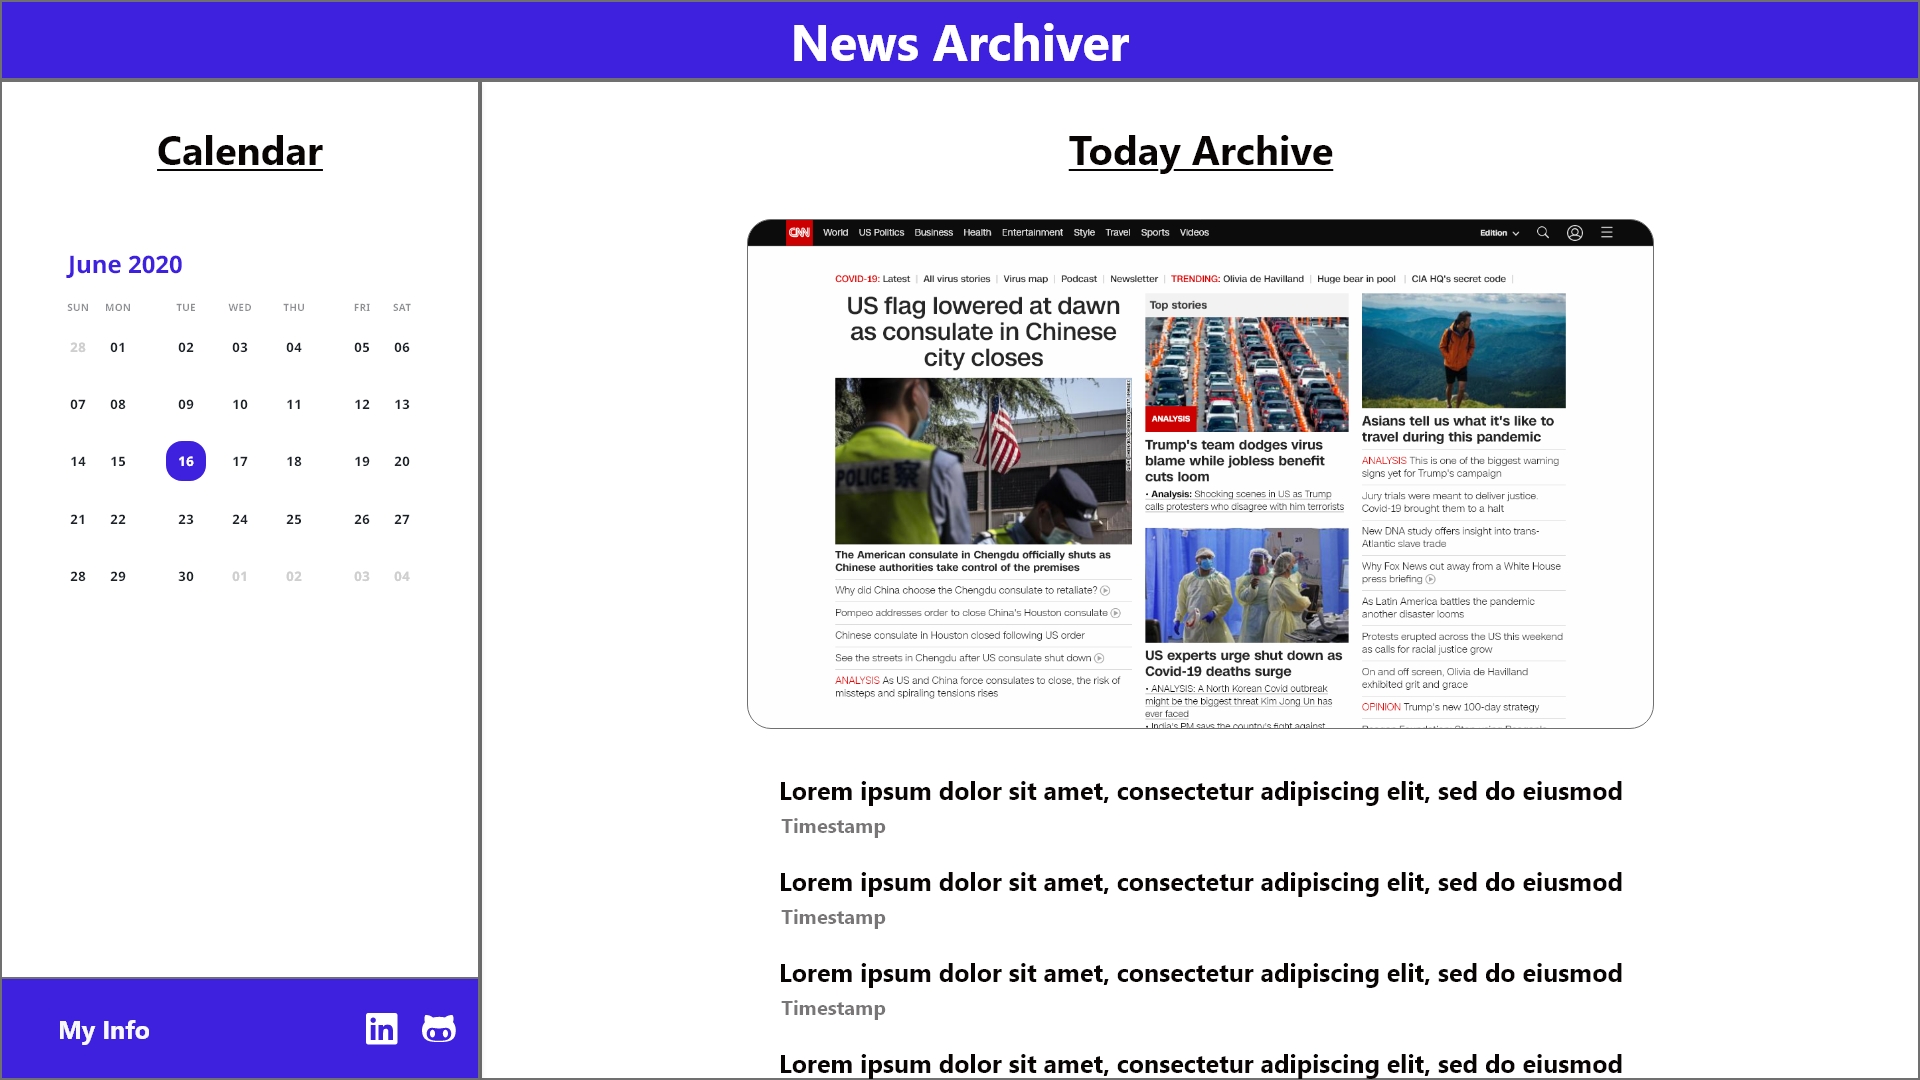 News Archiver
Calendar
June 2020
SUN MON TUE WED THU FRI SAT
28 01 02 03 04 05 06
07 08 09 10 11 12 13
14 15 16 17 18 19 20
21 22 23 24 25 26 27
28 29 30 01 02 03 04
My Info
in
Today Archive
CNN World US Politics Business Health Entertainment Style Travel Sports Videos Edition
COVID-19: Latest All virus stories Virus map Podcast Newsletter TRENDING: Olivia de Havilland Huge bear in pool CIA HQ's secret code
US flag lowered at dawn
as consulate in Chinese
city closes
POLICE 察
The American consulate in Chengdu officially shuts as
Chinese authorities take control of the premises
Why did China choose the Chengdu consulate to retaliate?
Pompeo addresses order to close China's Houston consulate
Chinese consulate in Houston closed following US order
See the streets in Chengdu after US consulate shut down
ANALYSIS As US and China force consulates to close, the risk of
missteps and spiraling tensions rises
Top stories
ANALYSIS
Trump's team dodges virus
blame while jobless benefit
cuts loom
• Analysis: Shocking scenes in US as Trump
calls protesters who disagree with him terrorists
29
US experts urge shut down as
Covid-19 deaths surge
• ANALYSIS: A North Korean Covid outbreak
might be the biggest threat Kim Jong Un has
ever faced
• India's PM says the country's fight against
Asians tell us what it's like to
travel during this pandemic
ANALYSIS This is one of the biggest warning
signs yet for Trump's campaign
Jury trials were meant to deliver justice.
Covid-19 brought them to a halt
New DNA study offers insight into trans-
Atlantic slave trade
Why Fox News cut away from a White House
press briefing
As Latin America battles the pandemic
another disaster looms
Protests erupted across the US this weekend
as calls for racial justice grow
On and off screen, Olivia de Havilland
exhibited grit and grace
OPINION Trump's new 100-day strategy
Lorem ipsum dolor sit amet, consectetur adipiscing elit, sed do eiusmod
Timestamp
Lorem ipsum dolor sit amet, consectetur adipiscing elit, sed do eiusmod
Timestamp
Lorem ipsum dolor sit amet, consectetur adipiscing elit, sed do eiusmod
Timestamp
Lorem ipsum dolor sit amet, consectetur adipiscing elit, sed do eiusmod